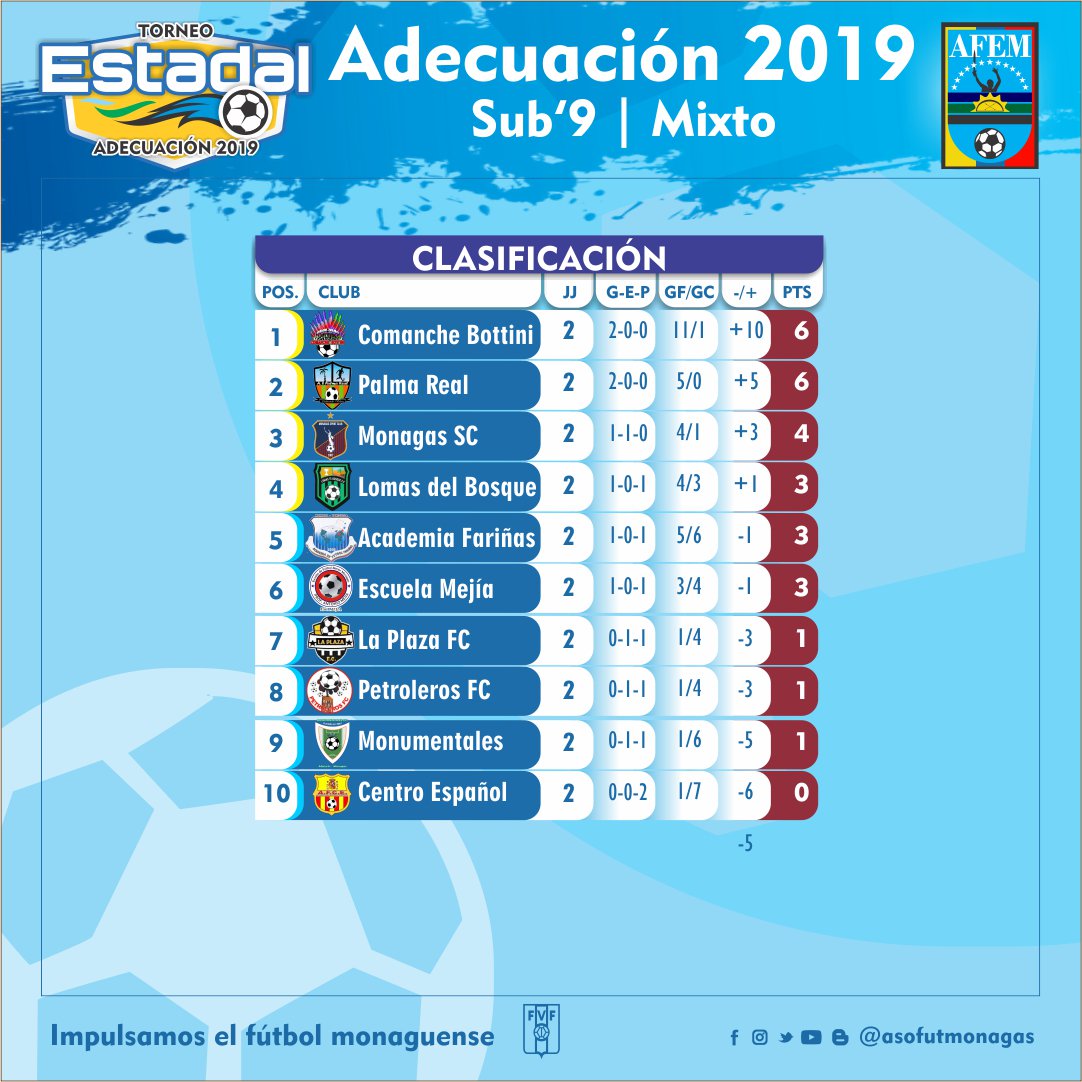 TORNEO
Estadal
ADECUACIÓN 2019
Adecuación 2019
Sub'9 | Mixto
AFEM
CLASIFICACIÓN
POS. CLUB JJ G-E-P GF/GC -/+ PTS
1 Comanche Bottini 2 2-0-0 11/1 +10 6
2 Palma Real 2 2-0-0 5/0 +5 6
3 Monagas SC 2 1-1-0 4/1 +3 4
4 Lomas del Bosque 2 1-0-1 4/3 +1 3
5 Academia Fariñas 2 1-0-1 5/6 -1 3
6 Escuela Mejía 2 1-0-1 3/4 -1 3
7 LA PLAZA F.C. La Plaza FC 2 0-1-1 1/4 -3 1
8 PETROLEROS FC Petroleros FC 2 0-1-1 1/4 -3 1
9 Monumentales 2 0-1-1 1/6 -5 1
10 Centro Español 2 0-0-2 1/7 -6 0
-5
Impulsamos el fútbol monaguense
FVF
@asofutmonagas